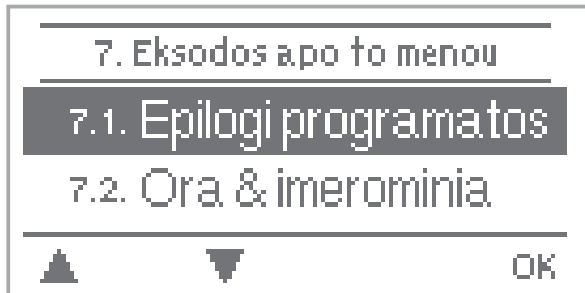 7. Eksodos apo to menou
7.1. Epilogi programatos
7.2. Ora & imerominia
OK